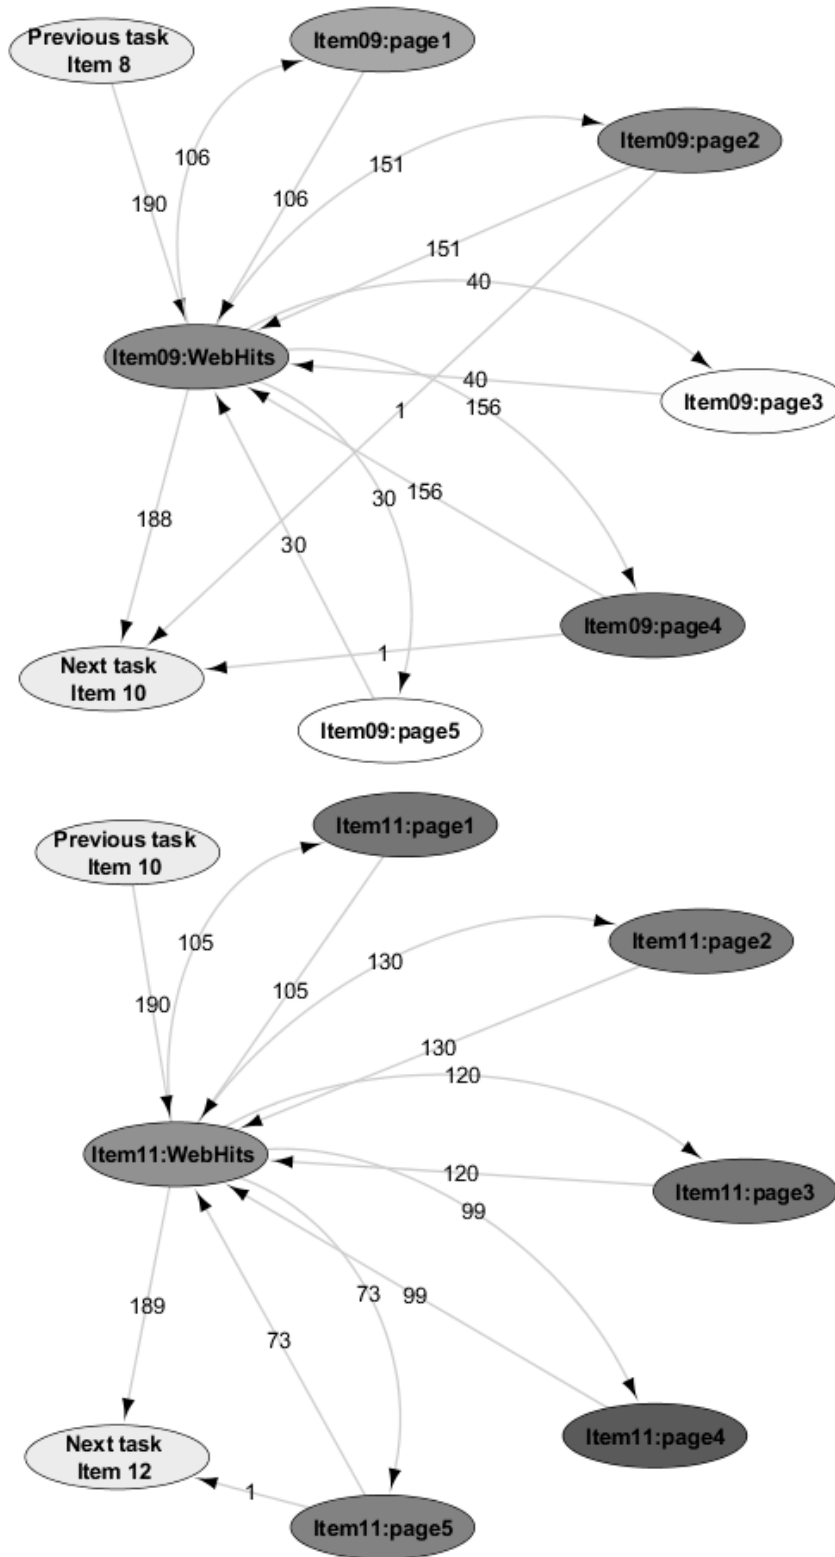 Previous task
Item 8
Item09:page1
Item09:page2
106
151
190
106
151
40
Item09:WebHits
40
Item09:page3
156
1
156
30
188
30
Item09:page4
1
Next task
Item 10
Item09:page5
Previous task
Item 10
Item11:page1
Item11:page2
105
130
190
105
130
120
Item11:WebHits
120
Item11:page3
99
189
73
99
73
Item11:page4
Next task
Item 12
1
Item11:page5